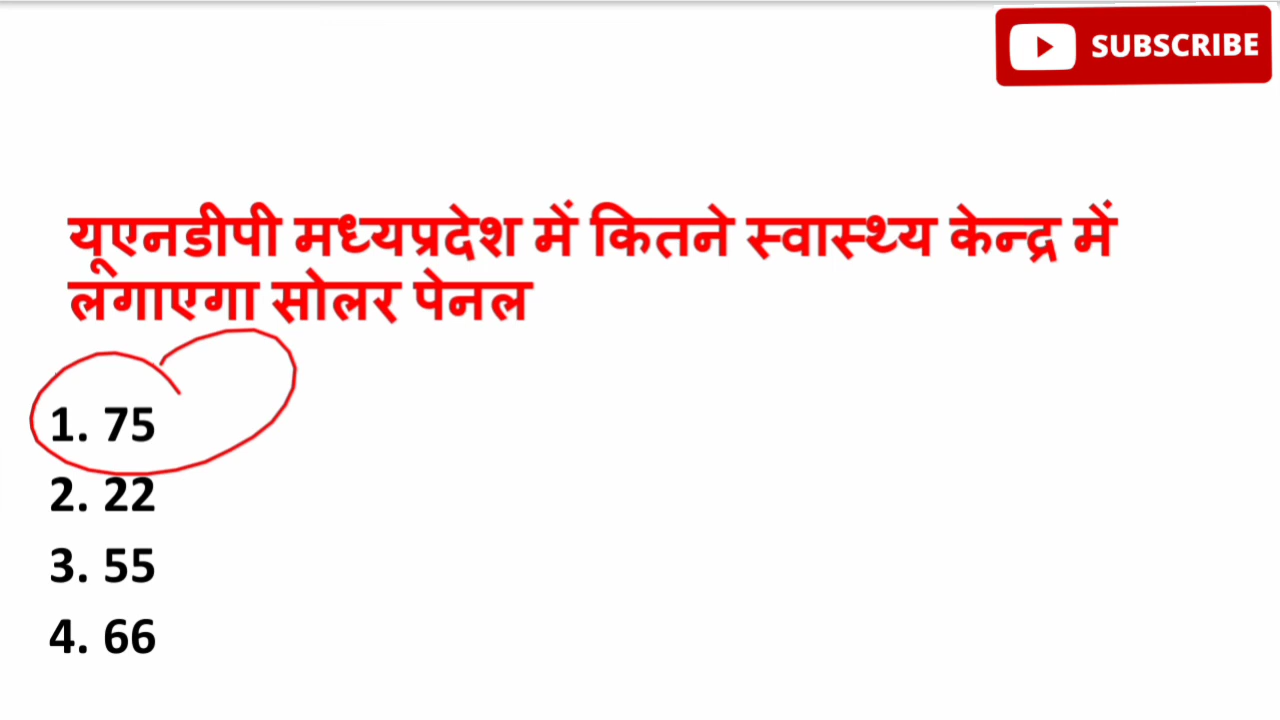 SUBSCRIBE
यूएनडीपी मध्यप्रदेश में कितने स्वास्थ्य केन्द्र में
लगाएगा सोलर पेनल
1. 75
2. 22
3. 55
4. 66